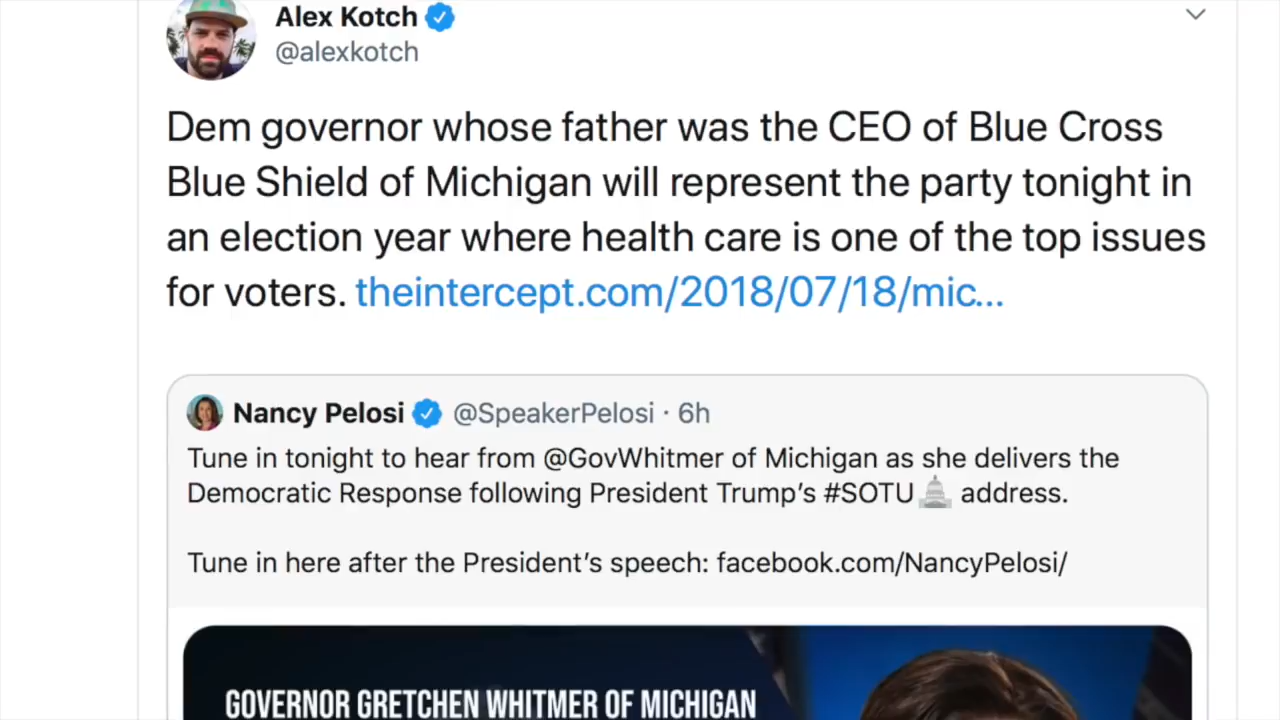 Alex Kotch
@alexkotch
Dem governor whose father was the CEO of Blue Cross
Blue Shield of Michigan will represent the party tonight in
an election year where health care is one of the top issues
for voters. theintercept.com/2018/07/18/mic...
Nancy Pelosi @SpeakerPelosi · 6h
Tune in tonight to hear from @GovWhitmer of Michigan as she delivers the
Democratic Response following President Trump’s #SOTU address.
Tune in here after the President’s speech: facebook.com/NancyPelosi/
GOVERNOR GRETCHEN WHITMER OF MICHIGAN